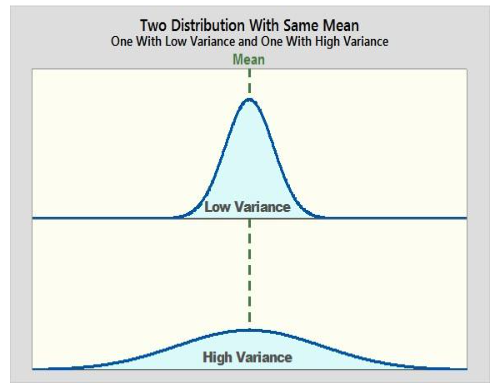 Two Distribution With Same Mean
One With Low Variance and One With High Variance
Mean
Low Variance
High Variance